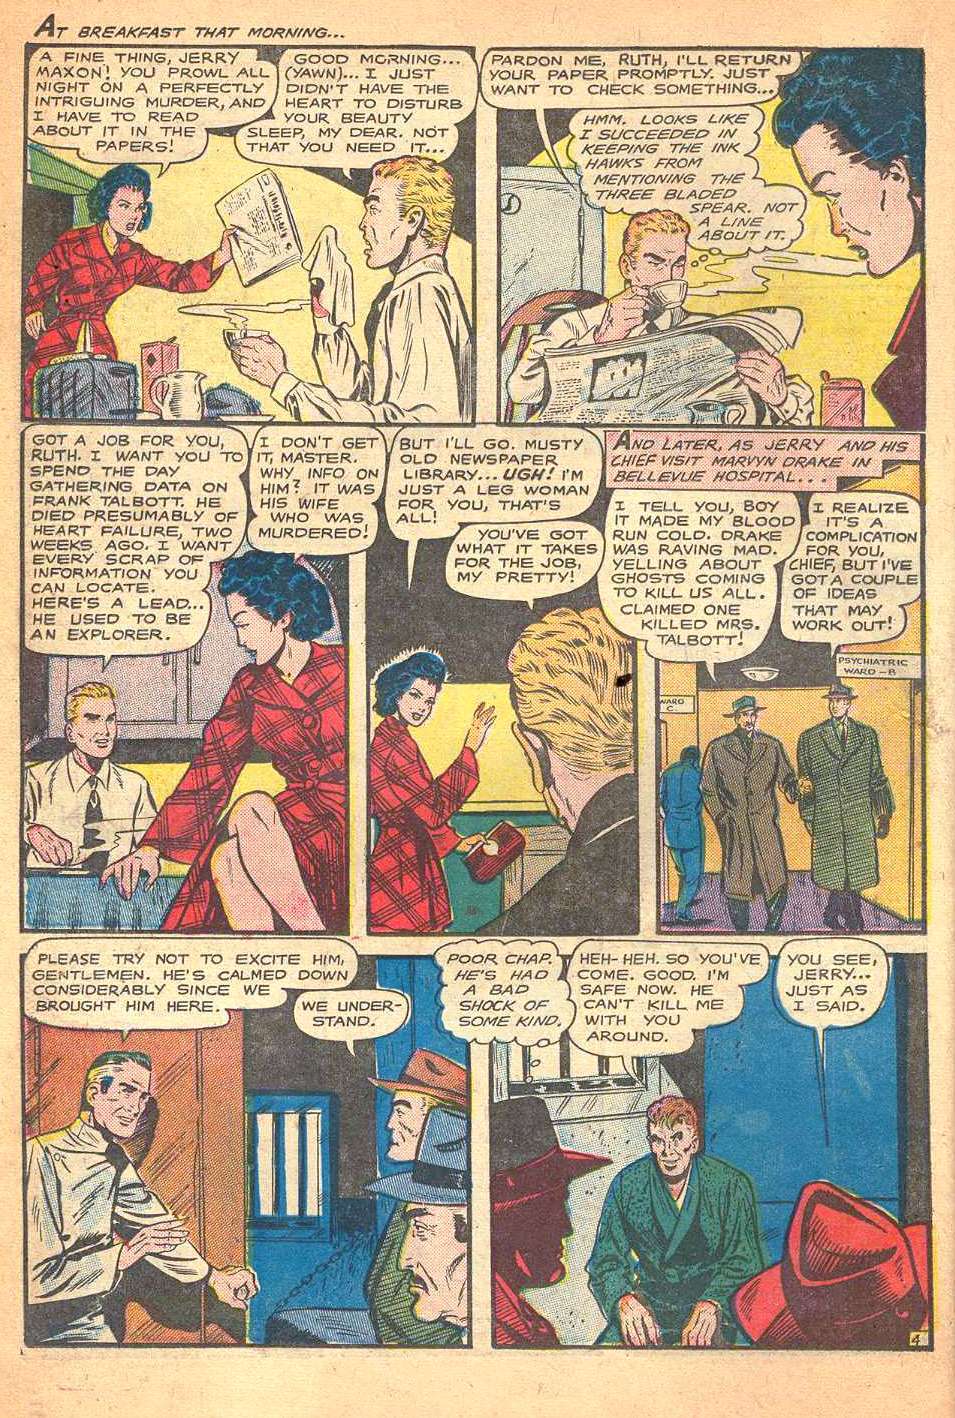 AT BREAKFAST THAT MORNING...
A FINE THING, JERRY
MAXON! YOU PROWL ALL
NIGHT ON A PERFECTLY
INTRIGUING MURDER, AND
I HAVE TO READ
ABOUT IT IN THE
PAPERS!
GOOD MORNING...
(YAWN)... I JUST
DIDN'T HAVE THE
HEART TO DISTURB
YOUR BEAUTY
SLEEP, MY DEAR. NOT
THAT YOU NEED IT...
PARDON ME, RUTH, I'LL RETURN
YOUR PAPER PROMPTLY. JUST
WANT TO CHECK SOMETHING...
HMM. LOOKS LIKE
I SUCCEEDED IN
KEEPING THE INK
HAWKS FROM
MENTIONING THE
THREE BLADED
SPEAR. NOT
A LINE
ABOUT IT.
GOT A JOB FOR YOU,
RUTH. I WANT YOU TO
SPEND THE DAY
GATHERING DATA ON
FRANK TALBOTT. HE
DIED PRESUMABLY OF
HEART FAILURE, TWO
WEEKS AGO. I WANT
EVERY SCRAP OF
INFORMATION YOU
CAN LOCATE.
HERE'S A LEAD...
HE USED TO BE
AN EXPLORER.
I DON'T GET
IT, MASTER.
WHY INFO ON
HIM? IT WAS
HIS WIFE
WHO WAS
MURDERED!
BUT I'LL GO. MUSTY
OLD NEWSPAPER
LIBRARY... UGH! I'M
JUST A LEG WOMAN
FOR YOU, THAT'S
ALL!
YOU'VE GOT
WHAT IT TAKES
FOR THE JOB,
MY PRETTY!
AND LATER, AS JERRY AND HIS
CHIEF VISIT MARVYN DRAKE IN
BELLEVUE HOSPITAL...
I TELL YOU, BOY
IT MADE MY BLOOD
RUN COLD. DRAKE
WAS RAVING MAD.
YELLING ABOUT
GHOSTS COMING
TO KILL US ALL.
CLAIMED ONE
KILLED MRS.
TALBOTT!
I REALIZE
IT'S A
COMPLICATION
FOR YOU,
CHIEF, BUT I'VE
GOT A COUPLE
OF IDEAS
THAT MAY
WORK OUT!
WARD
C
PSYCHIATRIC
WARD-B
PLEASE TRY NOT TO EXCITE HIM,
GENTLEMEN. HE'S CALMED DOWN
CONSIDERABLY SINCE WE
BROUGHT HIM HERE.
WE UNDER-
STAND.
POOR CHAP.
HE'S HAD
A BAD
SHOCK OF
SOME KIND.
HEH-HEH. SO YOU'VE
COME. GOOD. I'M
SAFE NOW. HE
CAN'T KILL ME
WITH YOU
AROUND.
YOU SEE,
JERRY...
JUST AS
I SAID.
4